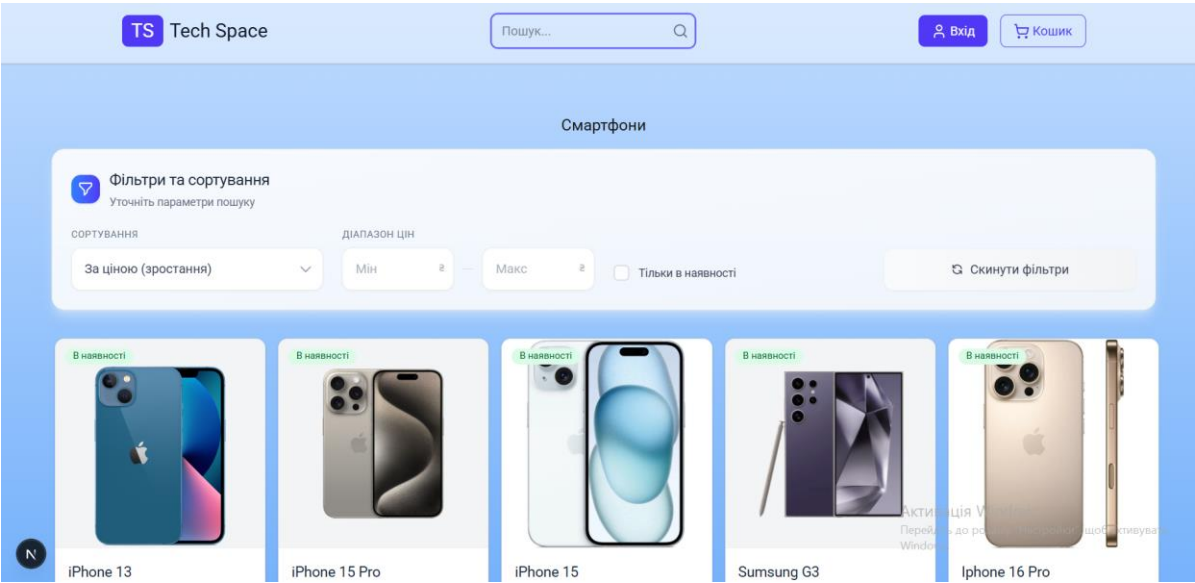 TS Tech Space
Пошук...
Вхід
Кошик
Смартфони
Фільтри та сортування
Уточніть параметри пошуку
СОРТУВАННЯ
ДІАПАЗОН ЦІН
За ціною (зростання)
Мін ₴
—
Макс ₴
Тільки в наявності
Скинути фільтри
В наявності
В наявності
В наявності
В наявності
В наявності
N
iPhone 13
iPhone 15 Pro
iPhone 15
Sumsung G3
Iphone 16 Pro
Активація
до